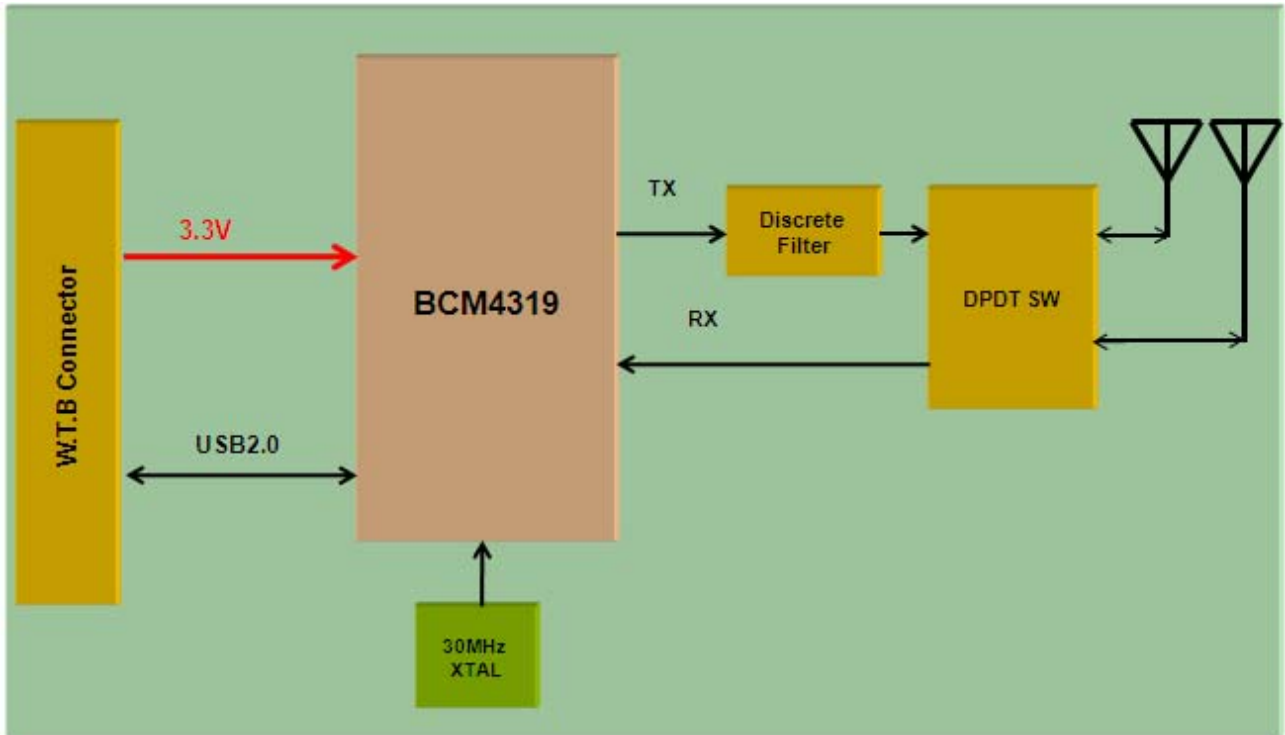 W.T.B Connector
3.3V
USB2.0
BCM4319
30MHz
XTAL
TX
RX
Discrete
Filter
DPDT SW